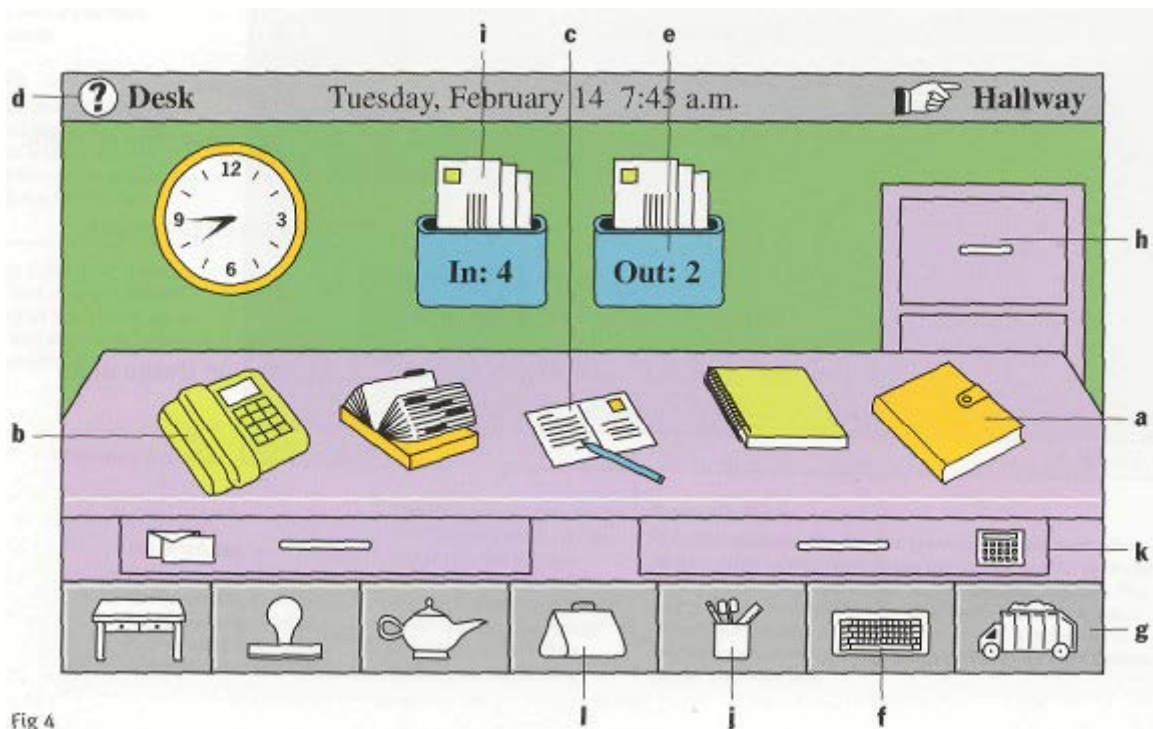 i c e
d
? Desk Tuesday, February 14 7:45 a.m. Hallway
12
9 3
6
h
In: 4 Out: 2
b a
k
g
l j f
Fig 4